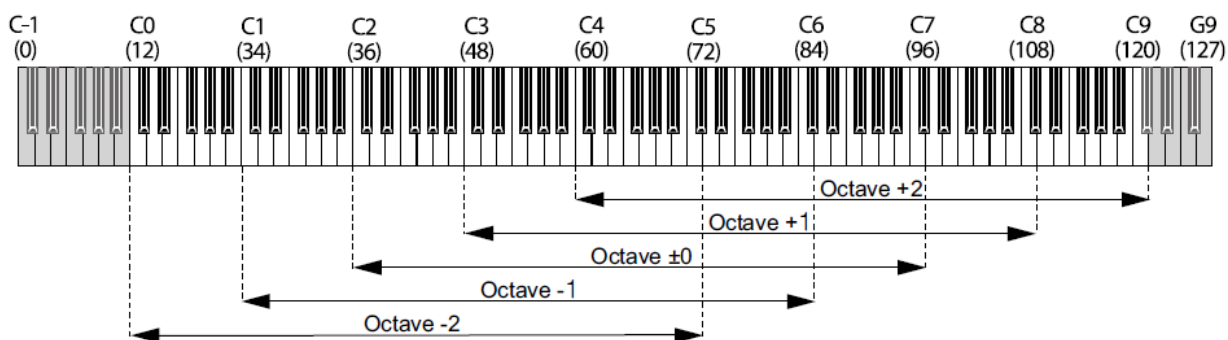 C-1 C0 C1 C2 C3 C4 C5 C6 C7 C8 C9 G9
(0) (12) (34) (36) (48) (60) (72) (84) (96) (108) (120) (127)
Octave +2
Octave +1
Octave ±0
Octave -1
Octave -2